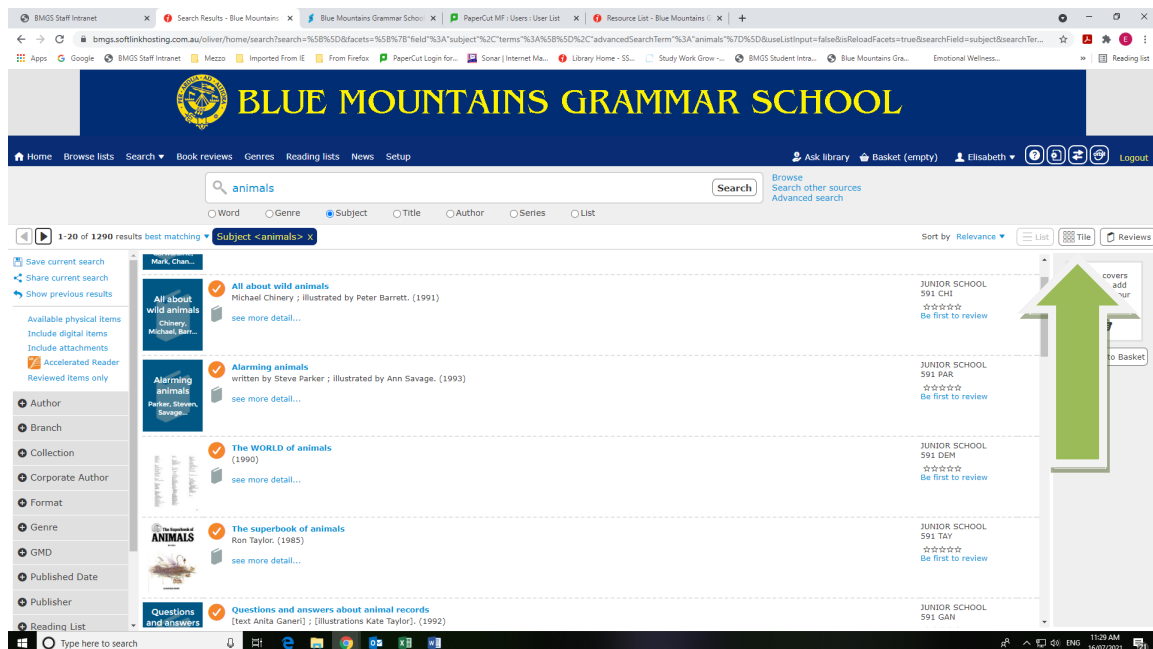 BMGS Staff Intranet
Search Results - Blue Mountains
Blue Mountains Grammar School
PaperCut MF : Users : User List
Resource List - Blue Mountains G
bmgs.softlinkhosting.com.au/oliver/home/search?search=%5B%5D&facets=%5B%7B"field"%3A"subject"%2C"terms"%3A%5B%5D%2C"advancedSearchTerm"%3A"animals"%7D%5D&useListInput=false&isReloadFacets=true&searchField=subject&searchTer...
Apps Google BMGS Staff Intranet Mezzo Imported From IE From Firefox PaperCut Login for... Sonar | Internet Ma... Library Home - SS... Study Work Grow -... BMGS Student Intra... Blue Mountains Gra... Emotional Wellness... » Reading list
BLUE MOUNTAINS GRAMMAR SCHOOL
Home Browse lists Search Book reviews Genres Reading lists News Setup Ask library Basket (empty) Elisabeth Logout
animals
Search
Browse
Search other sources
Advanced search
Word Genre Subject Title Author Series List
1-20 of 1290 results best matching Subject <animals> x Sort by Relevance List Tile Reviews
Save current search
Share current search
Show previous results
Available physical items
Include digital items
Include attachments
Accelerated Reader
Reviewed items only
Author
Branch
Collection
Corporate Author
Format
Genre
GMD
Published Date
Publisher
Reading List
Mark, Chan...
All about
wild animals
Chinery,
Michael, Barr...
All about wild animals
Michael Chinery ; illustrated by Peter Barrett. (1991)
see more detail...
JUNIOR SCHOOL
591 CHI
☆☆☆☆☆
Be first to review
Alarming
animals
Parker, Steven,
Savage...
Alarming animals
written by Steve Parker ; illustrated by Ann Savage. (1993)
see more detail...
JUNIOR SCHOOL
591 PAR
☆☆☆☆☆
Be first to review
The WORLD of animals
(1990)
see more detail...
JUNIOR SCHOOL
591 DEM
☆☆☆☆☆
Be first to review
The Superbook of
ANIMALS
The superbook of animals
Ron Taylor. (1985)
see more detail...
JUNIOR SCHOOL
591 TAY
☆☆☆☆☆
Be first to review
Questions
and answers
Questions and answers about animal records
[text Anita Ganeri] ; [illustrations Kate Taylor]. (1992)
JUNIOR SCHOOL
591 GAN
covers
add
to Basket
Type here to search
ENG
11:29 AM
16/07/2021